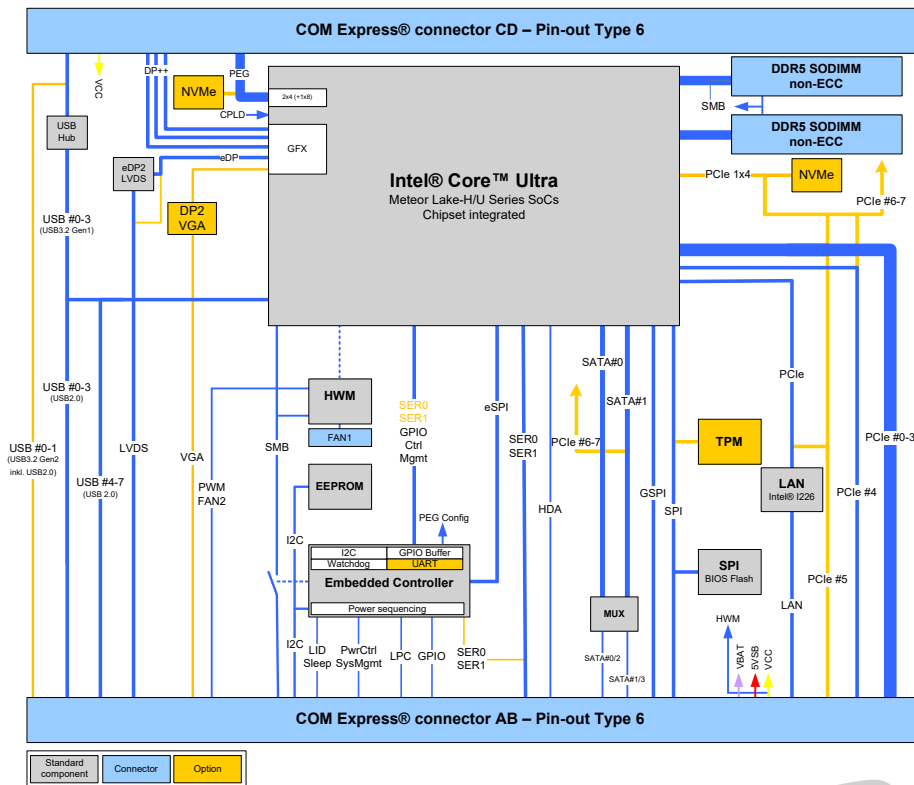 COM Express® connector CD – Pin-out Type 6
VCC
DP++
PEG
NVMe
2x4 (+1x8)
CPLD
GFX
eDP
USB
Hub
eDP2
LVDS
DP2
VGA
Intel® Core™ Ultra
Meteor Lake-H/U Series SoCs
Chipset integrated
DDR5 SODIMM
non-ECC
SMB
DDR5 SODIMM
non-ECC
PCIe 1x4
NVMe
PCIe #6-7
USB #0-3
(USB3.2 Gen1)
USB #0-3
(USB2.0)
USB #0-1
(USB3.2 Gen2
inkl. USB2.0)
USB #4-7
(USB 2.0)
LVDS
VGA
PWM
FAN2
SMB
HWM
FAN1
EEPROM
I2C
SER0
SER1
GPIO
Ctrl
Mgmt
eSPI
SER0
SER1
HDA
SATA#0
SATA#1
PCIe #6-7
GSPI
SPI
TPM
PCIe
LAN
Intel® I226
PCIe #0-3
PCIe #4
PCIe #5
SPI
BIOS Flash
LAN
PEG Config
I2C
GPIO Buffer
Watchdog
UART
Embedded Controller
Power sequencing
I2C
LID
Sleep
PwrCtrl
SysMgmt
LPC
GPIO
SER0
SER1
MUX
SATA#0/2
SATA#1/3
HWM
VBAT
5VSB
VCC
COM Express® connector AB – Pin-out Type 6
Standard
component
Connector
Option